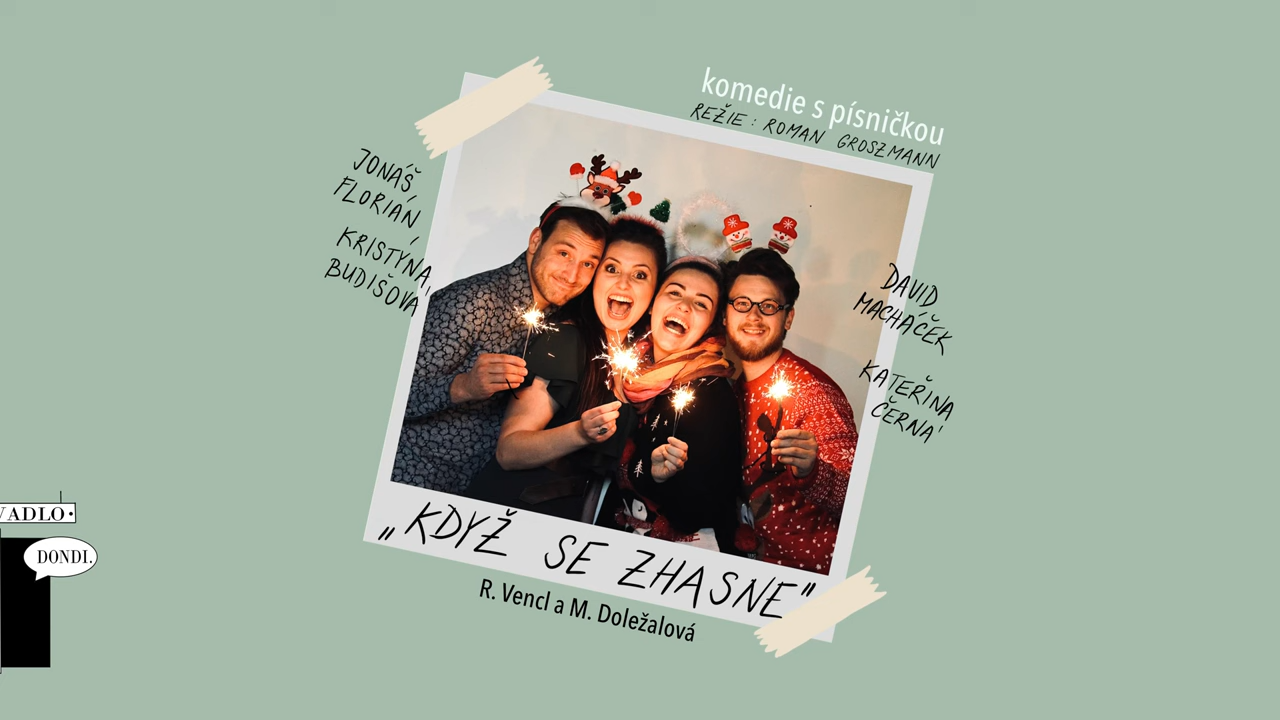 komedie s písničkou
REŽIE: ROMAN GROSZMANN
JONÁŠ
FLORIÁN
KRISTÝNA
BUDIŠOVÁ
DAVID
MACHÁČEK
KATEŘINA
ČERNÁ
„KDYŽ SE ZHASNE"
R. Vencl a M. Doležalová
VADLO·
DONDI.